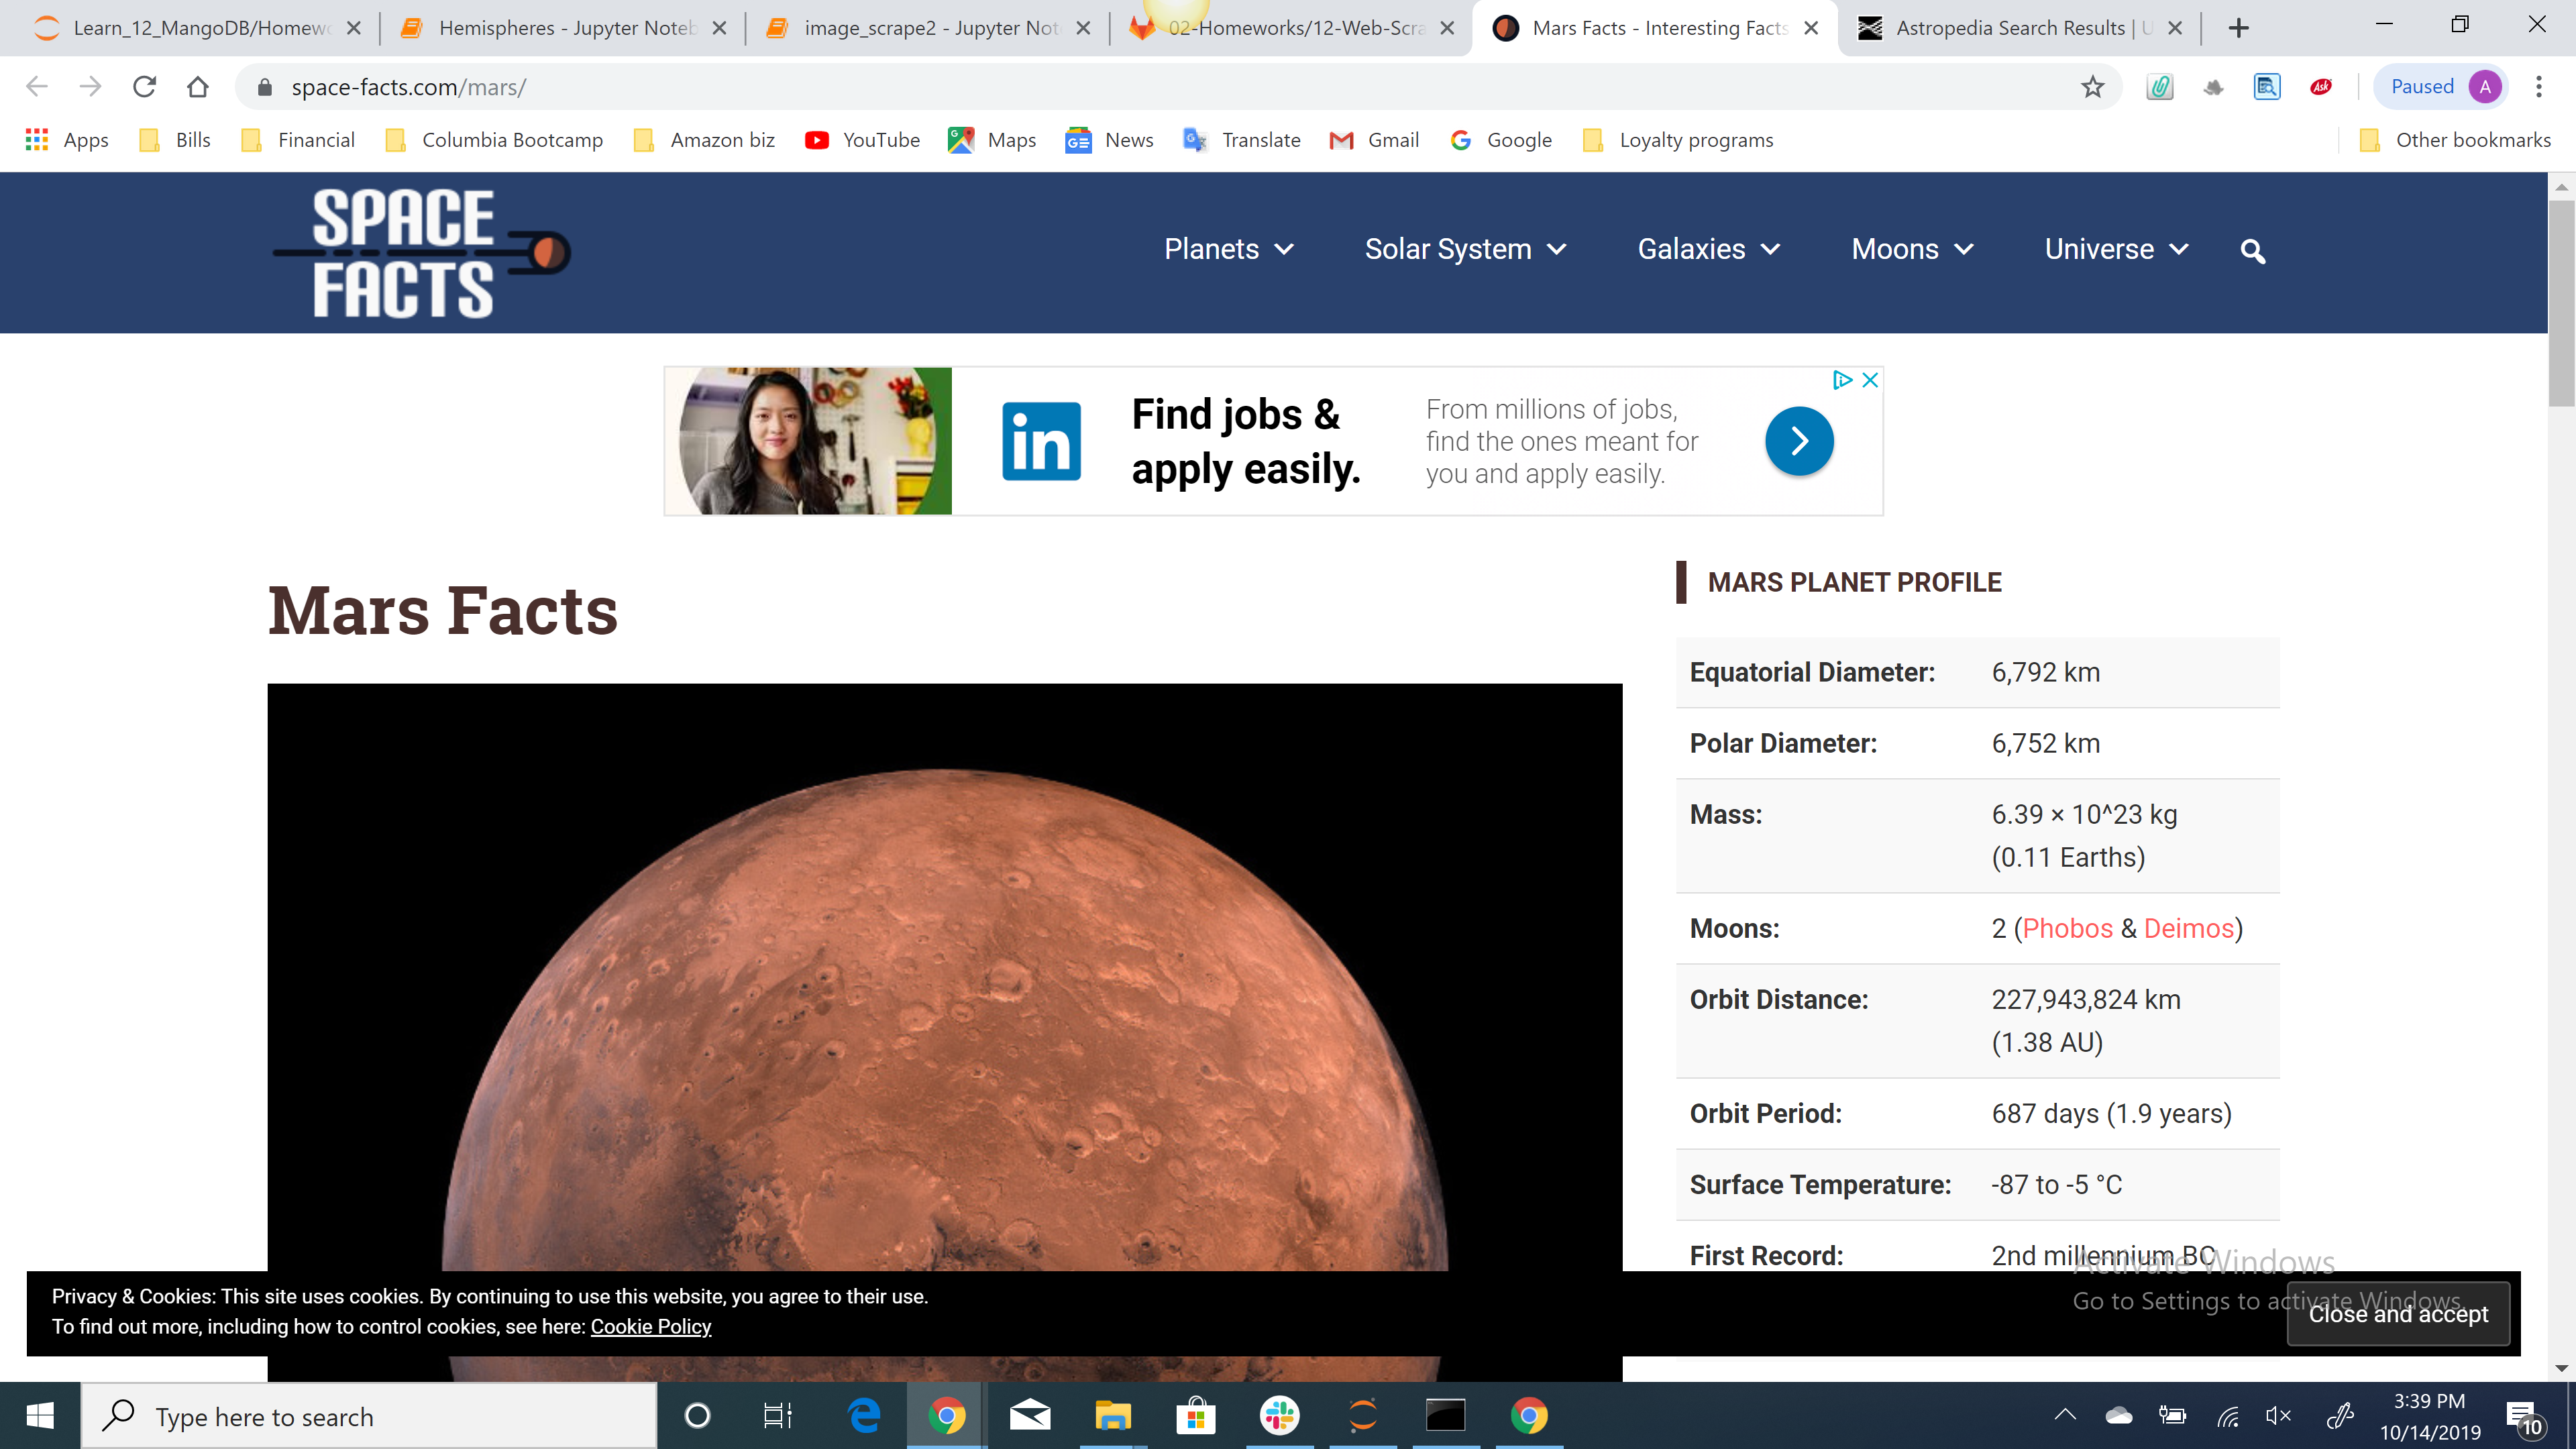 Learn_12_MangoDB/Homewo
Hemispheres - Jupyter Noteb
image_scrape2 - Jupyter Not
02-Homeworks/12-Web-Scra
Mars Facts - Interesting Facts
Astropedia Search Results | U
space-facts.com/mars/
Ask
Paused
A
Apps
Bills
Financial
Columbia Bootcamp
Amazon biz
YouTube
Maps
News
Translate
Gmail
Google
Loyalty programs
Other bookmarks
SPACE
FACTS
Planets
Solar System
Galaxies
Moons
Universe
in
Find jobs &
apply easily.
From millions of jobs,
find the ones meant for
you and apply easily.
Mars Facts
MARS PLANET PROFILE
Equatorial Diameter: 6,792 km
Polar Diameter: 6,752 km
Mass: 6.39 × 10^23 kg
(0.11 Earths)
Moons: 2 (Phobos & Deimos)
Orbit Distance: 227,943,824 km
(1.38 AU)
Orbit Period: 687 days (1.9 years)
Surface Temperature: -87 to -5 °C
First Record: 2nd millennium BC
Activate Windows
Go to Settings to activate Windows.
Privacy & Cookies: This site uses cookies. By continuing to use this website, you agree to their use.
To find out more, including how to control cookies, see here: Cookie Policy
Close and accept
Type here to search
3:39 PM
10/14/2019
10